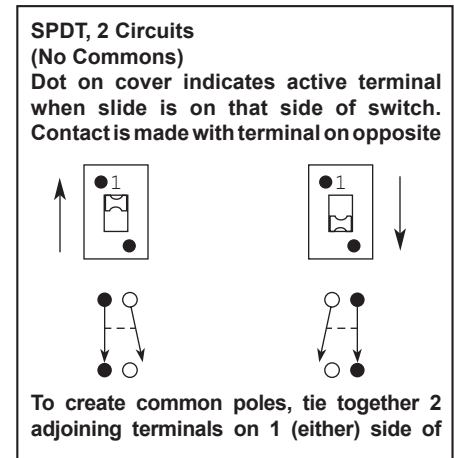 SPDT, 2 Circuits
(No Commons)
Dot on cover indicates active terminal
when slide is on that side of switch.
Contact is made with terminal on opposite
1
1
To create common poles, tie together 2
adjoining terminals on 1 (either) side of